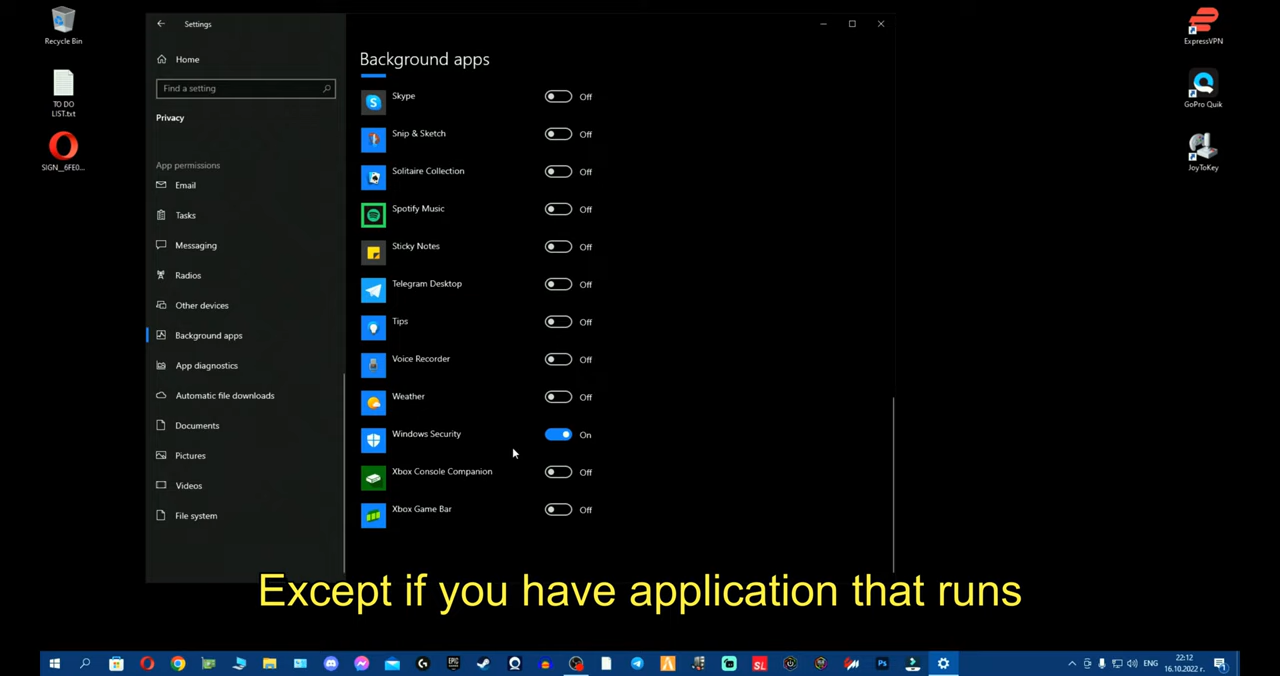 Recycle Bin
TO DO
LIST.txt
SIGN_6FE0...
Settings
Home
Find a setting
Privacy
App permissions
Email
Tasks
Messaging
Radios
Other devices
Background apps
App diagnostics
Automatic file downloads
Documents
Pictures
Videos
File system
Background apps
Skype Off
Snip & Sketch Off
Solitaire Collection Off
Spotify Music Off
Sticky Notes Off
Telegram Desktop Off
Tips Off
Voice Recorder Off
Weather Off
Windows Security On
Xbox Console Companion Off
Xbox Game Bar Off
ExpressVPN
GoPro Quik
JoyToKey
Except if you have application that runs
EPIC
SL
Ps
ENG
22:12
16.10.2022 г.